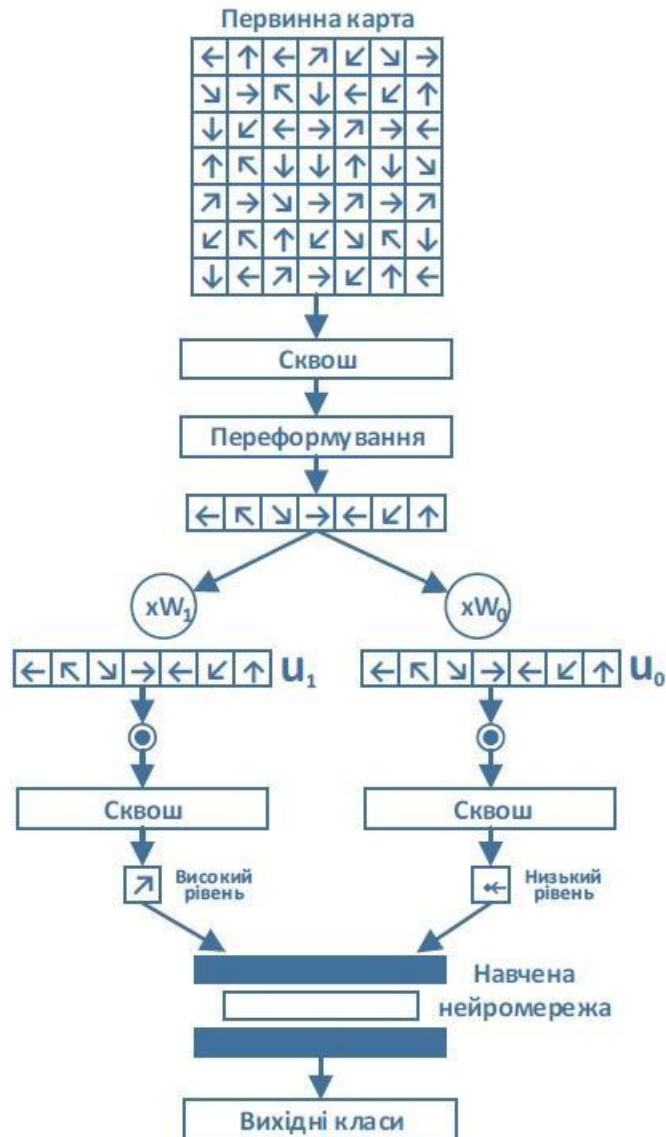 Первинна карта
Сквош
Переформування
xW₁
xW₀
u₁
u₀
Сквош
Сквош
Високий
рівень
Низький
рівень
Навчена
нейромережа
Вихідні класи